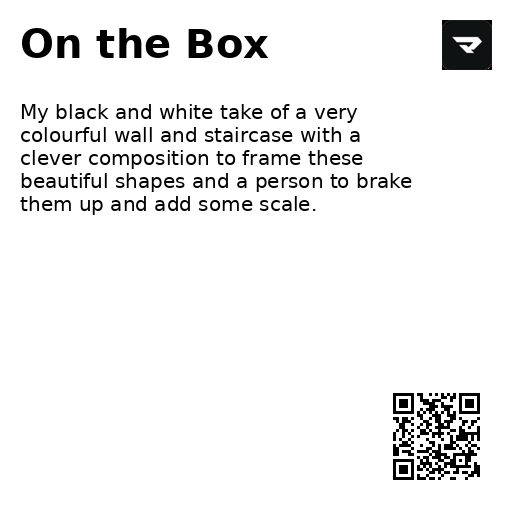 On the Box
My black and white take of a very
colourful wall and staircase with a
clever composition to frame these
beautiful shapes and a person to brake
them up and add some scale.